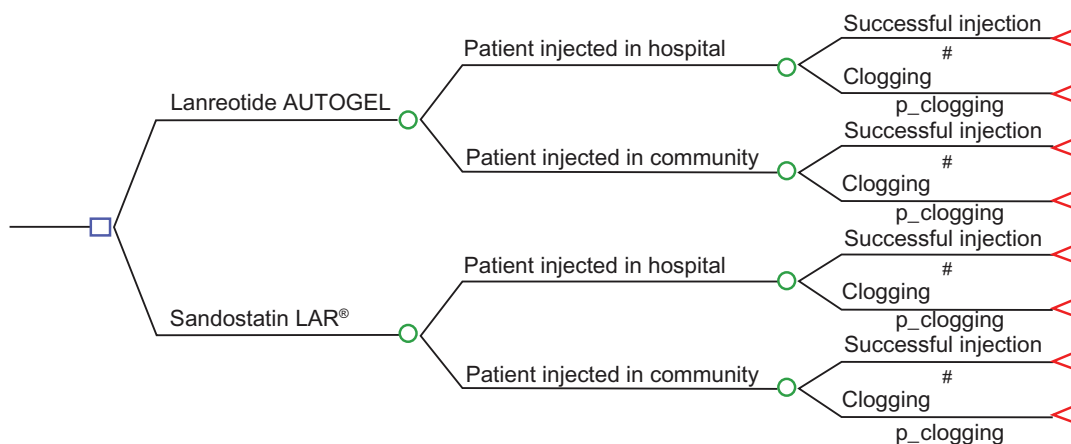 Successful injection
#
Patient injected in hospital
Clogging
p_clogging
Lanreotide AUTOGEL
Successful injection
#
Patient injected in community
Clogging
p_clogging
Successful injection
#
Patient injected in hospital
Clogging
p_clogging
Sandostatin LAR®
Successful injection
#
Patient injected in community
Clogging
p_clogging